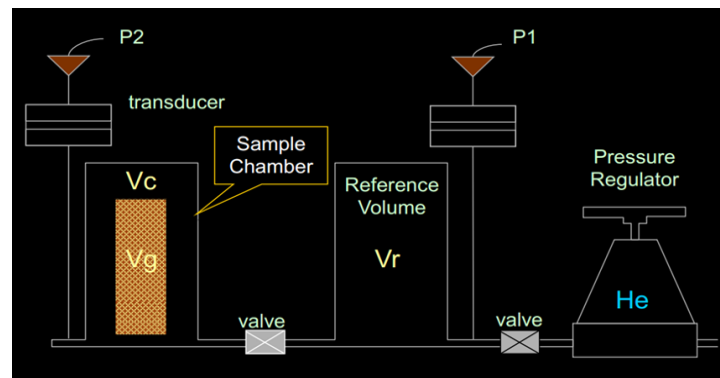 P2
P1
transducer
Sample
Chamber
Pressure
Regulator
Vc
Reference
Volume
Vg
Vr
He
valve
valve